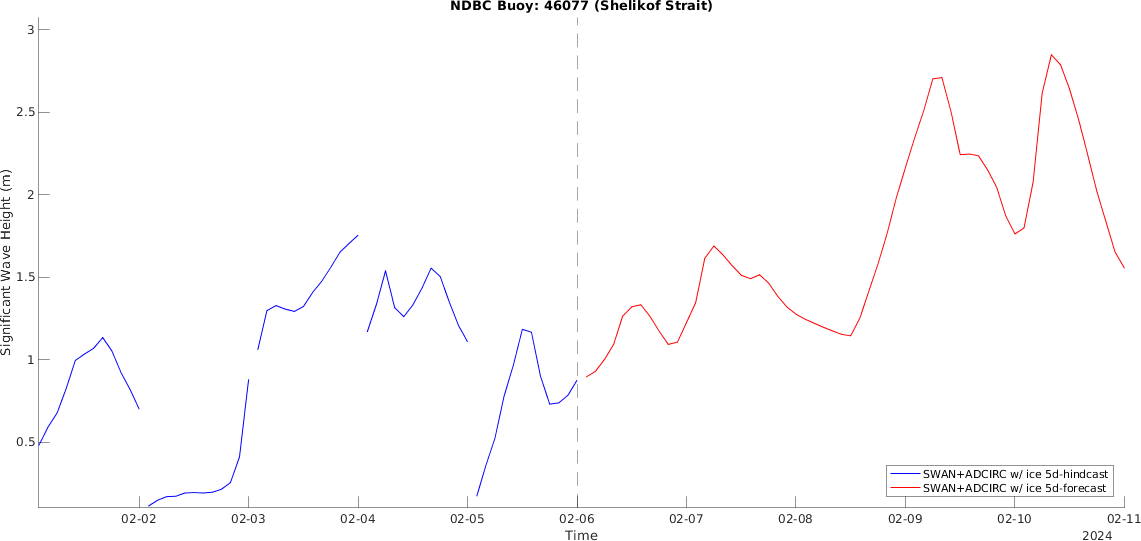 NDBC Buoy: 46077 (Shelikof Strait)
3
2.5
2
1.5
1
0.5
Significant Wave Height (m)
SWAN+ADCIRC w/ ice 5d-hindcast
SWAN+ADCIRC w/ ice 5d-forecast
02-02 02-03 02-04 02-05 02-06 02-07 02-08 02-09 02-10 02-11
Time
2024